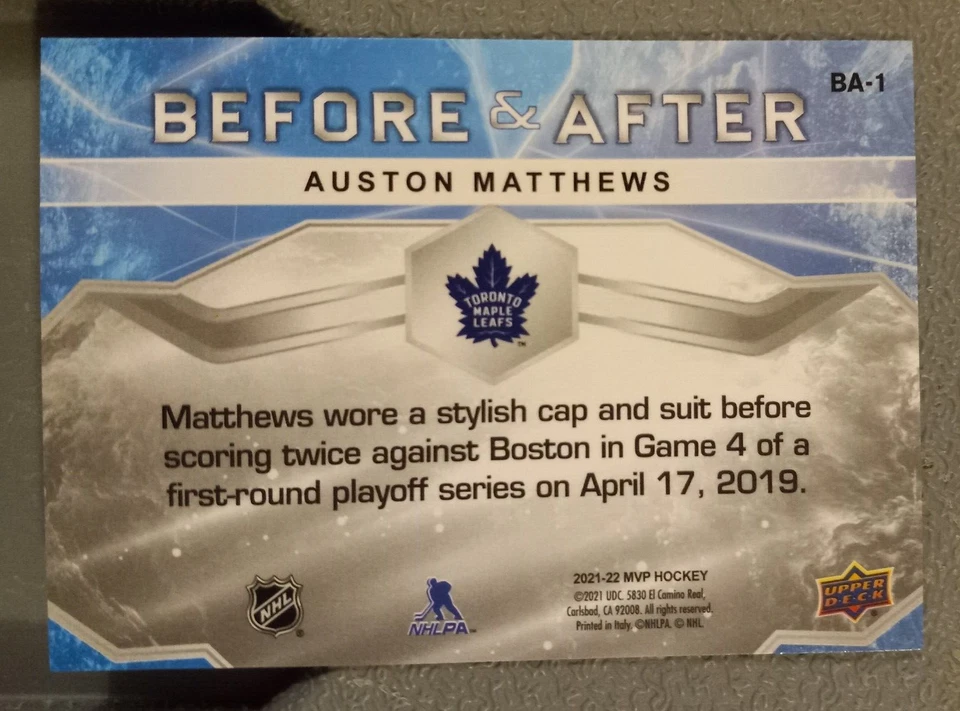 BA-1
BEFORE & AFTER
AUSTON MATTHEWS
TORONTO
MAPLE
LEAFS
TM
Matthews wore a stylish cap and suit before
scoring twice against Boston in Game 4 of a
first-round playoff series on April 17, 2019.
NHL
®
NHLPA
2021-22 MVP HOCKEY
©2021 UDC. 5830 El Camino Real,
Carlsbad, CA 92008. All rights reserved.
Printed in Italy. ©NHLPA. © NHL.
UPPER
D·E·C·K